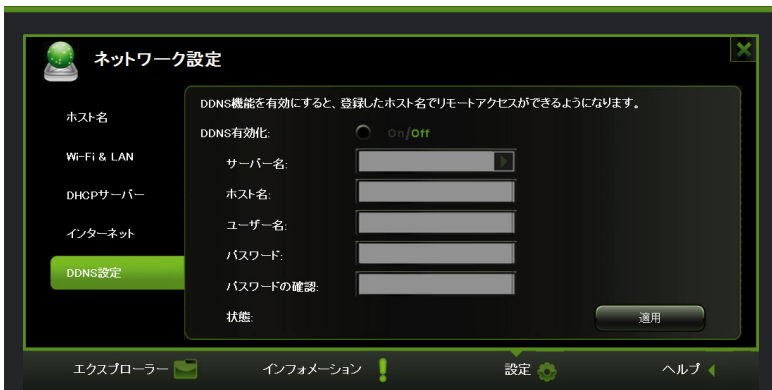 ネットワーク設定
ホスト名
Wi-Fi & LAN
DHCPサーバー
インターネット
DDNS設定
DDNS機能を有効にすると、登録したホスト名でリモートアクセスができるようになります。
DDNS有効化: On/Off
サーバー名:
ホスト名:
ユーザー名:
パスワード:
パスワードの確認:
状態:
適用
エクスプローラー インフォメーション 設定 ヘルプ